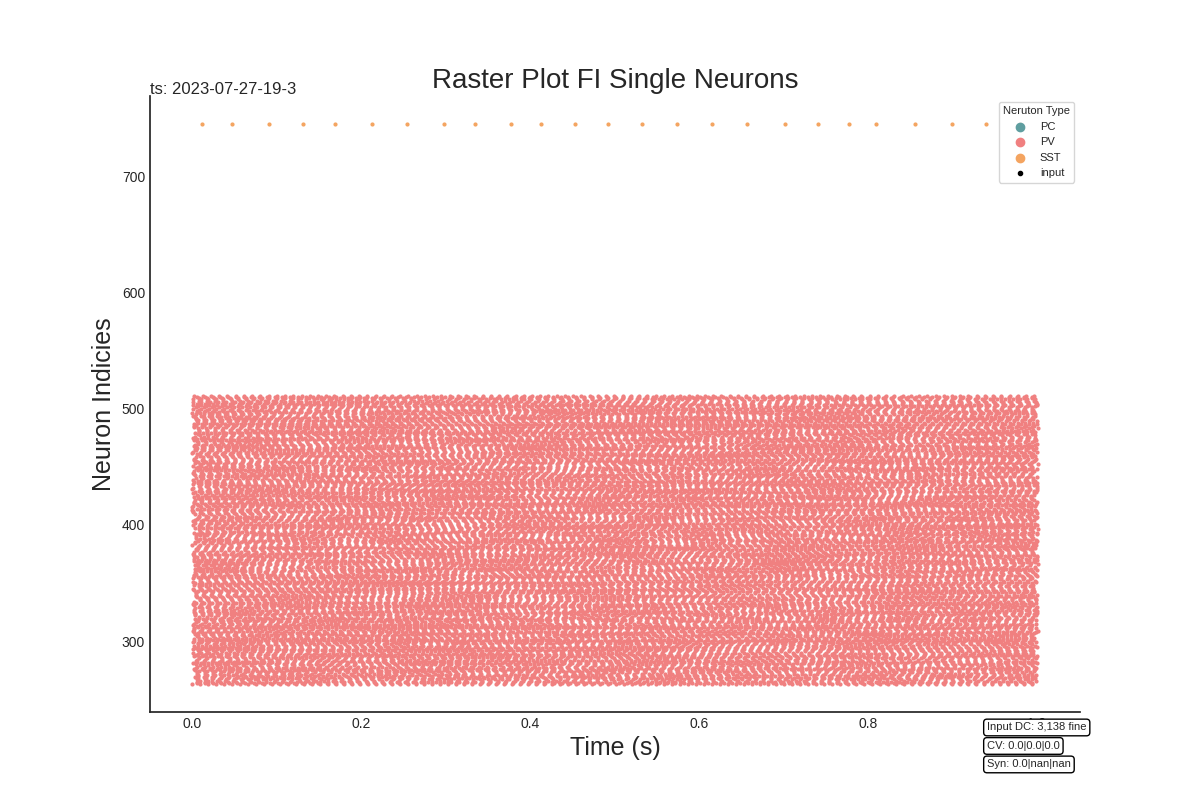 Raster Plot FI Single Neurons
ts: 2023-07-27-19-3
Neruton Type
PC
PV
SST
input
700
600
500
400
300
Neuron Indicies
0.0
0.2
0.4
0.6
0.8
Time (s)
Input DC: 3,138 fine
CV: 0.0|0.0|0.0
Syn: 0.0|nan|nan